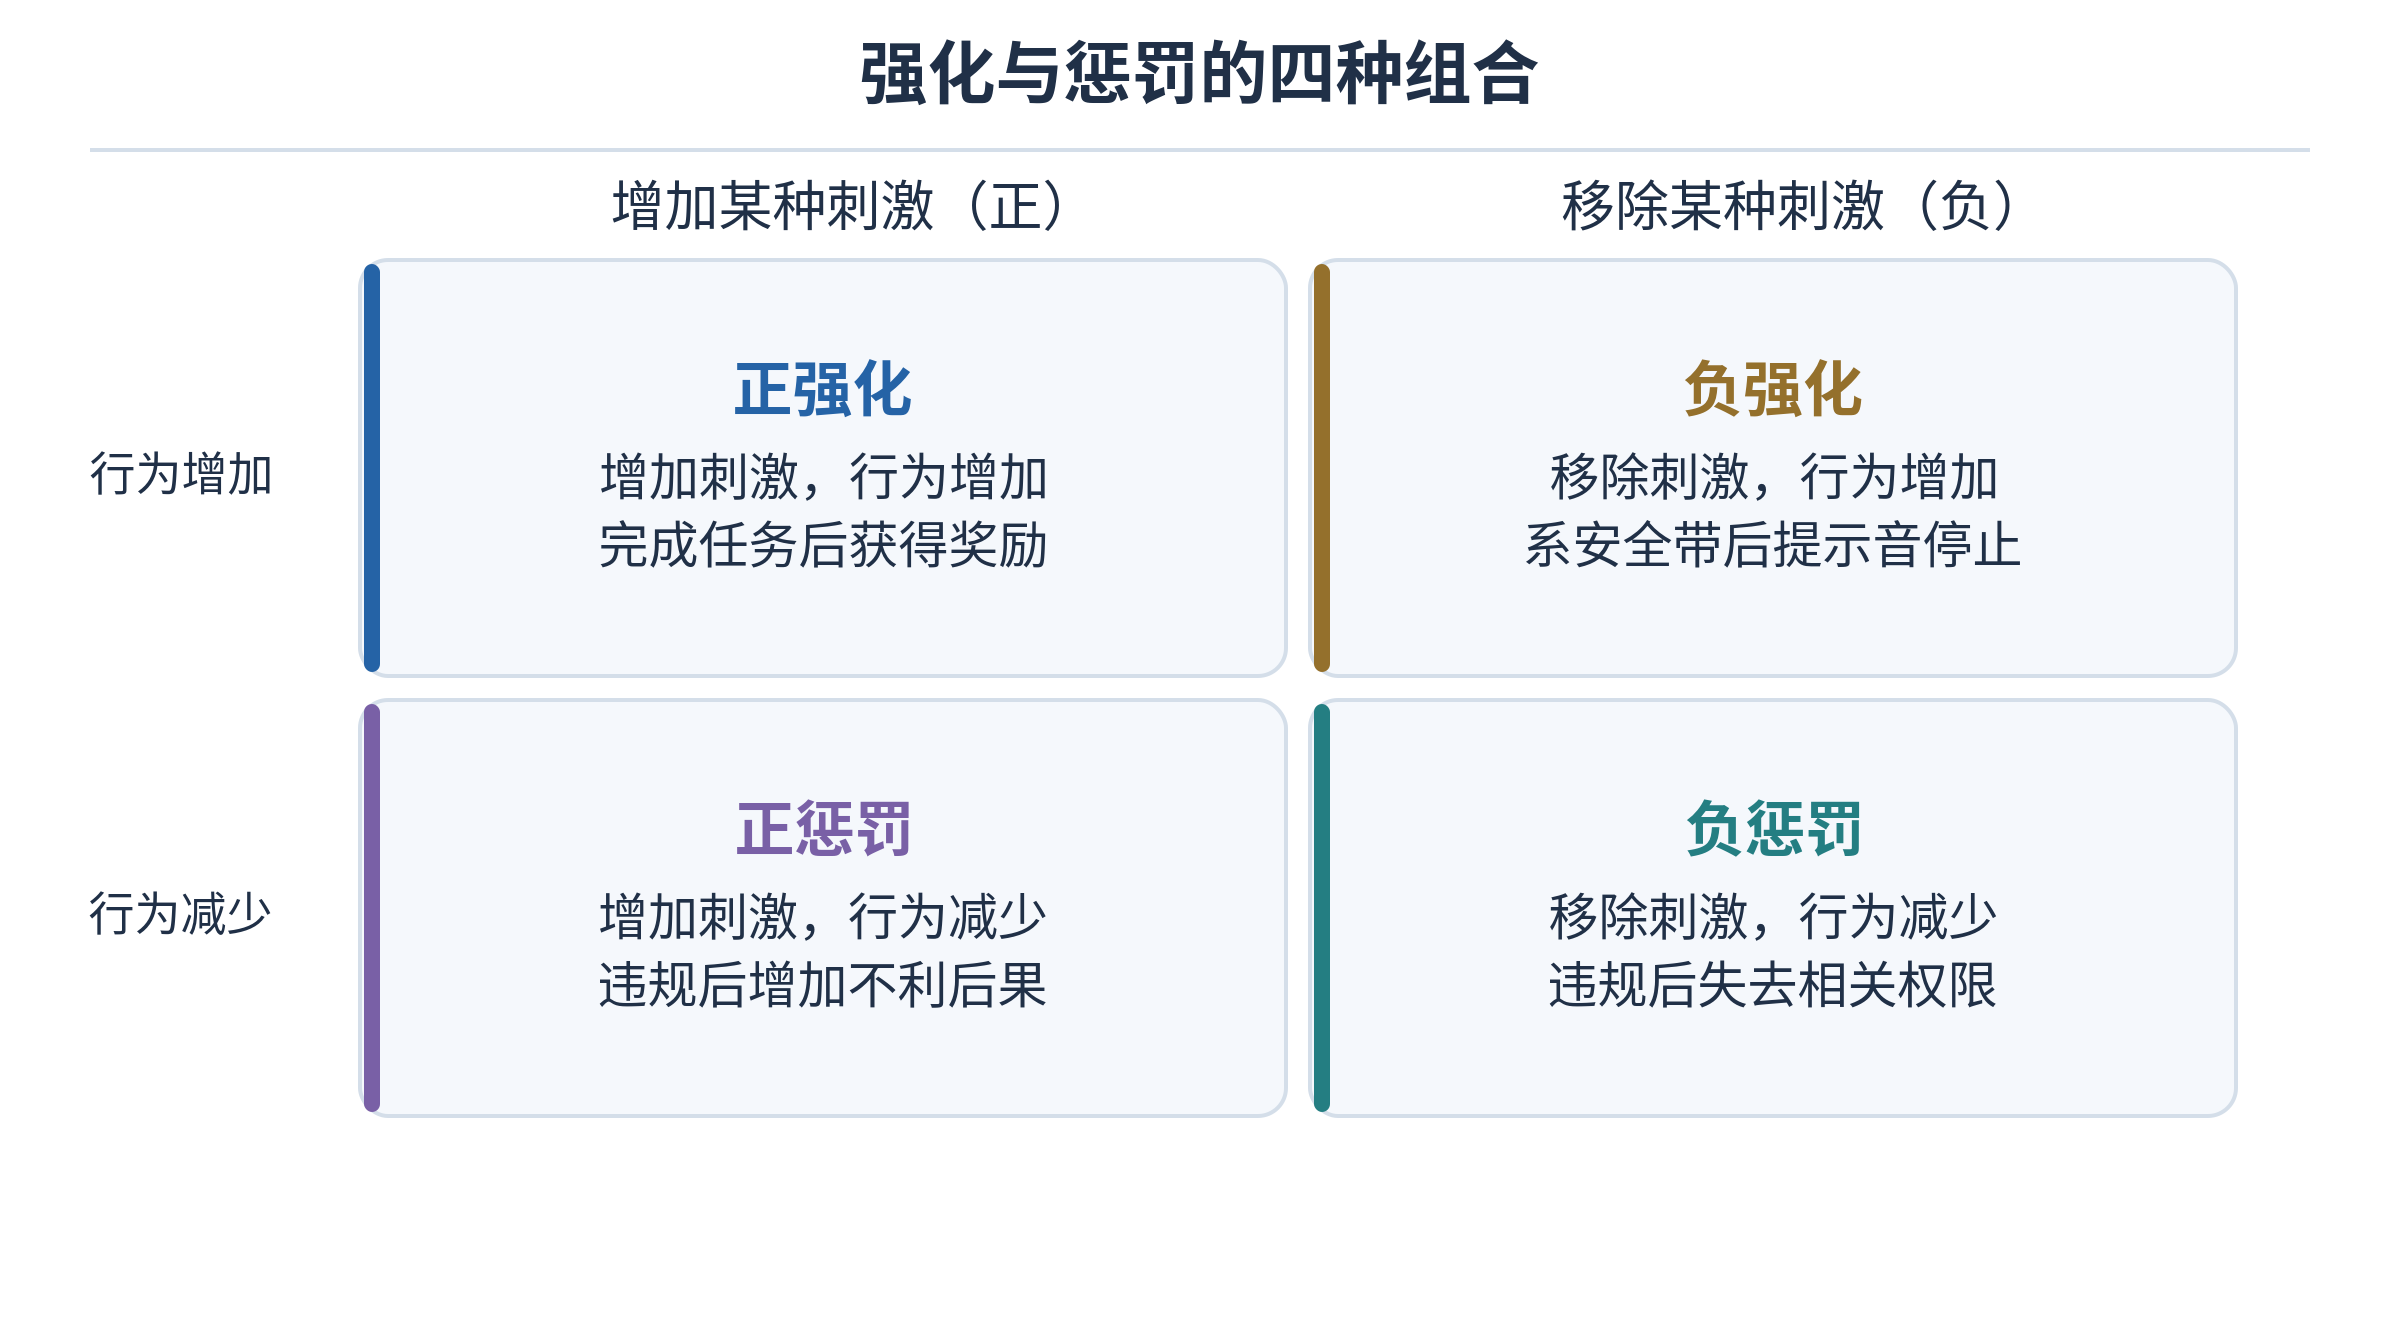 强化与惩罚的四种组合
增加某种刺激（正）
移除某种刺激（负）
行为增加
正强化
增加刺激，行为增加
完成任务后获得奖励
负强化
移除刺激，行为增加
系安全带后提示音停止
行为减少
正惩罚
增加刺激，行为减少
违规后增加不利后果
负惩罚
移除刺激，行为减少
违规后失去相关权限